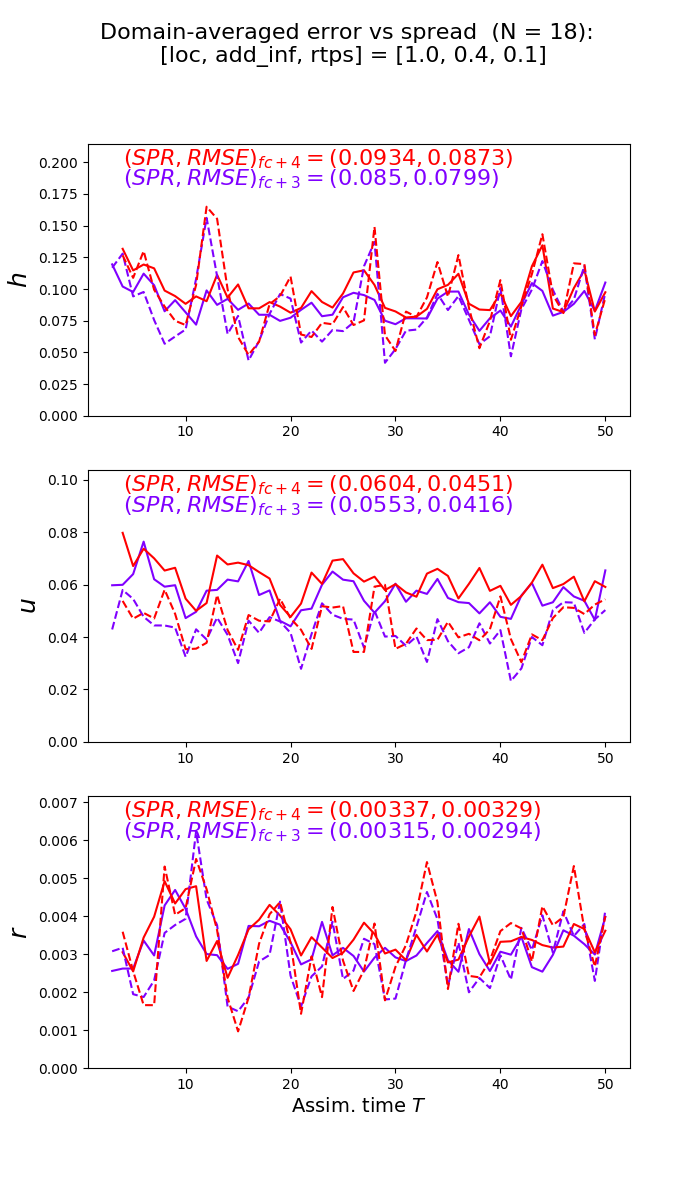 Domain-averaged error vs spread (N = 18):
[loc, add_inf, rtps] = [1.0, 0.4, 0.1]
(SPR, RMSE)fc+4 = (0.0934, 0.0873)
(SPR, RMSE)fc+3 = (0.085, 0.0799)
0.200
0.175
0.150
0.125
0.100
0.075
0.050
0.025
0.000
h
10 20 30 40 50
(SPR, RMSE)fc+4 = (0.0604, 0.0451)
(SPR, RMSE)fc+3 = (0.0553, 0.0416)
0.10
0.08
0.06
0.04
0.02
0.00
u
10 20 30 40 50
(SPR, RMSE)fc+4 = (0.00337, 0.00329)
(SPR, RMSE)fc+3 = (0.00315, 0.00294)
0.007
0.006
0.005
0.004
0.003
0.002
0.001
0.000
r
10 20 30 40 50
Assim. time T